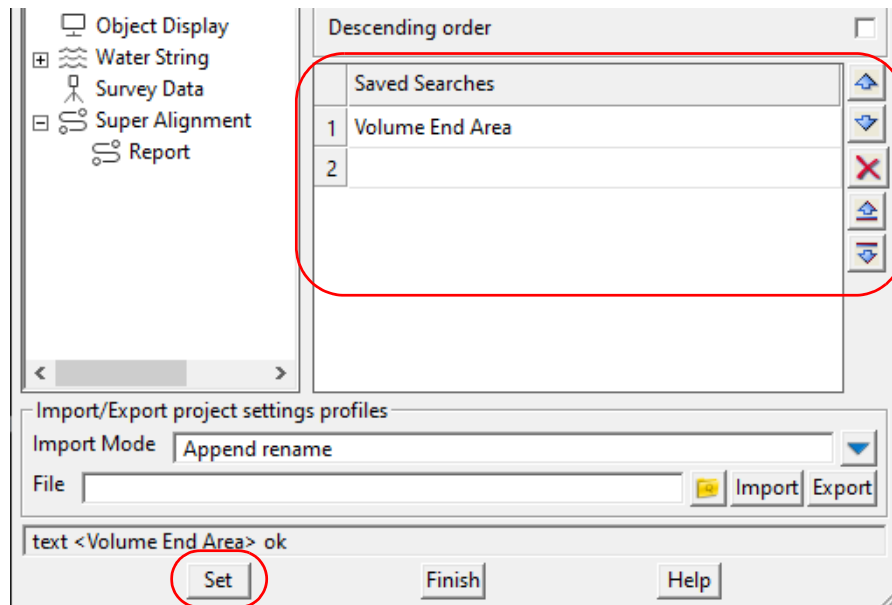 Object Display
Water String
Survey Data
Super Alignment
Report
Descending order
Saved Searches
1 Volume End Area
2
Import/Export project settings profiles
Import Mode Append rename
File Import Export
text <Volume End Area> ok
Set Finish Help